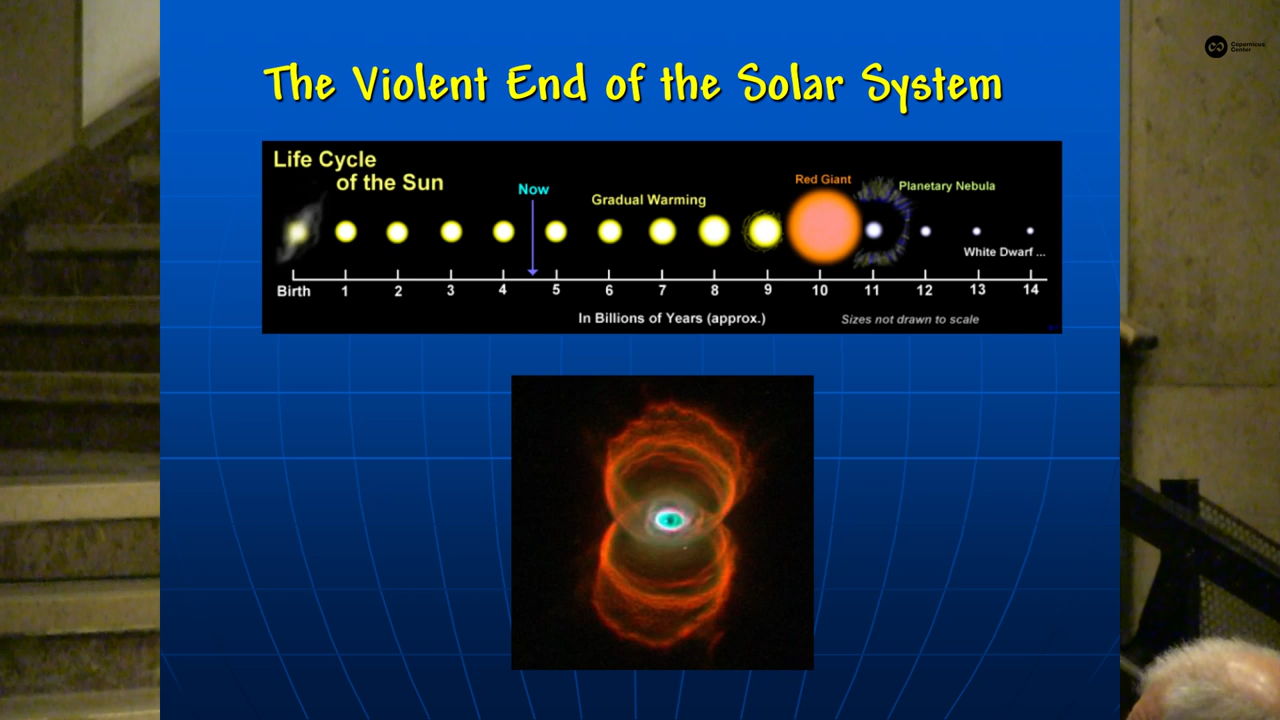 The Violent End of the Solar System
Life Cycle
of the Sun
Now
Gradual Warming
Red Giant
Planetary Nebula
White Dwarf ...
Birth 1 2 3 4 5 6 7 8 9 10 11 12 13 14
In Billions of Years (approx.)
Sizes not drawn to scale
Copernicus
Center